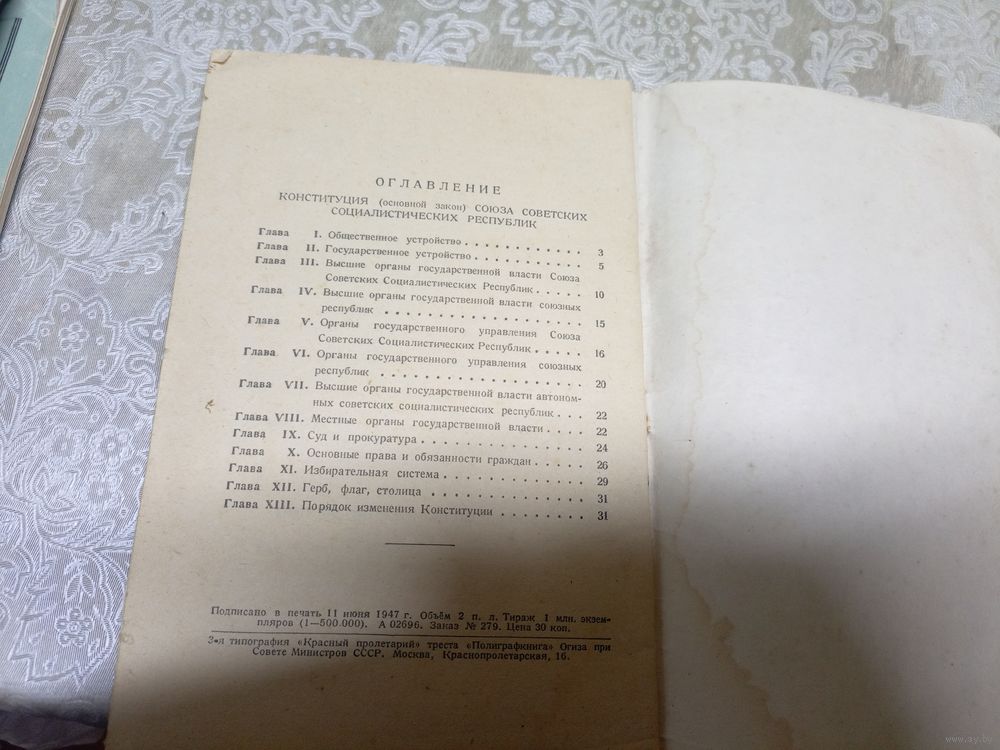 ОГЛАВЛЕНИЕ
КОНСТИТУЦИЯ (основной закон) СОЮЗА СОВЕТСКИХ
СОЦИАЛИСТИЧЕСКИХ РЕСПУБЛИК
Глава I. Общественное устройство . . . . . . . . . . . . 3
Глава II. Государственное устройство . . . . . . . . . . . 5
Глава III. Высшие органы государственной власти Союза
Советских Социалистических Республик . . . . . 10
Глава IV. Высшие органы государственной власти союзных
республик . . . . . . . . . . . . . . . . . . 15
Глава V. Органы государственного управления Союза
Советских Социалистических Республик . . . . . 16
Глава VI. Органы государственного управления союзных
республик . . . . . . . . . . . . . . . . . . 20
Глава VII. Высшие органы государственной власти автоном-
ных советских социалистических республик . . . 22
Глава VIII. Местные органы государственной власти . . . . 22
Глава IX. Суд и прокуратура . . . . . . . . . . . . . . 24
Глава X. Основные права и обязанности граждан . . . . . 26
Глава XI. Избирательная система . . . . . . . . . . . . 29
Глава XII. Герб, флаг, столица . . . . . . . . . . . . . 31
Глава XIII. Порядок изменения Конституции . . . . . . . . 31
Подписано в печать 11 июня 1947 г. Объём 2 п. л. Тираж 1 млн. экзем-
пляров (1—500.000). А 02696. Заказ № 279. Цена 30 коп.
3-я типография «Красный пролетарий» треста «Полиграфкнига» Огиза при
Совете Министров СССР. Москва, Краснопролетарская, 16.
www.ay.by